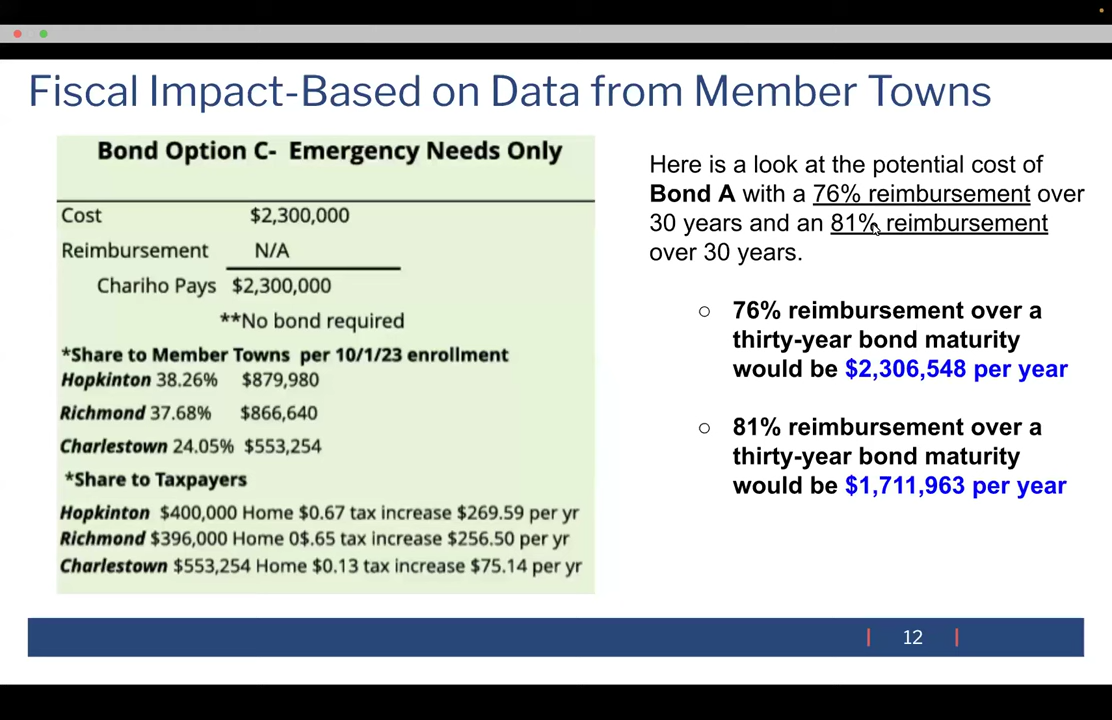 Fiscal Impact-Based on Data from Member Towns
Bond Option C- Emergency Needs Only
Cost $2,300,000
Reimbursement N/A
Chariho Pays $2,300,000
**No bond required
*Share to Member Towns per 10/1/23 enrollment
Hopkinton 38.26% $879,980
Richmond 37.68% $866,640
Charlestown 24.05% $553,254
*Share to Taxpayers
Hopkinton $400,000 Home $0.67 tax increase $269.59 per yr
Richmond $396,000 Home 0$.65 tax increase $256.50 per yr
Charlestown $553,254 Home $0.13 tax increase $75.14 per yr
Here is a look at the potential cost of
Bond A with a 76% reimbursement over
30 years and an 81% reimbursement
over 30 years.
○ 76% reimbursement over a
thirty-year bond maturity
would be $2,306,548 per year
○ 81% reimbursement over a
thirty-year bond maturity
would be $1,711,963 per year
| 12 |